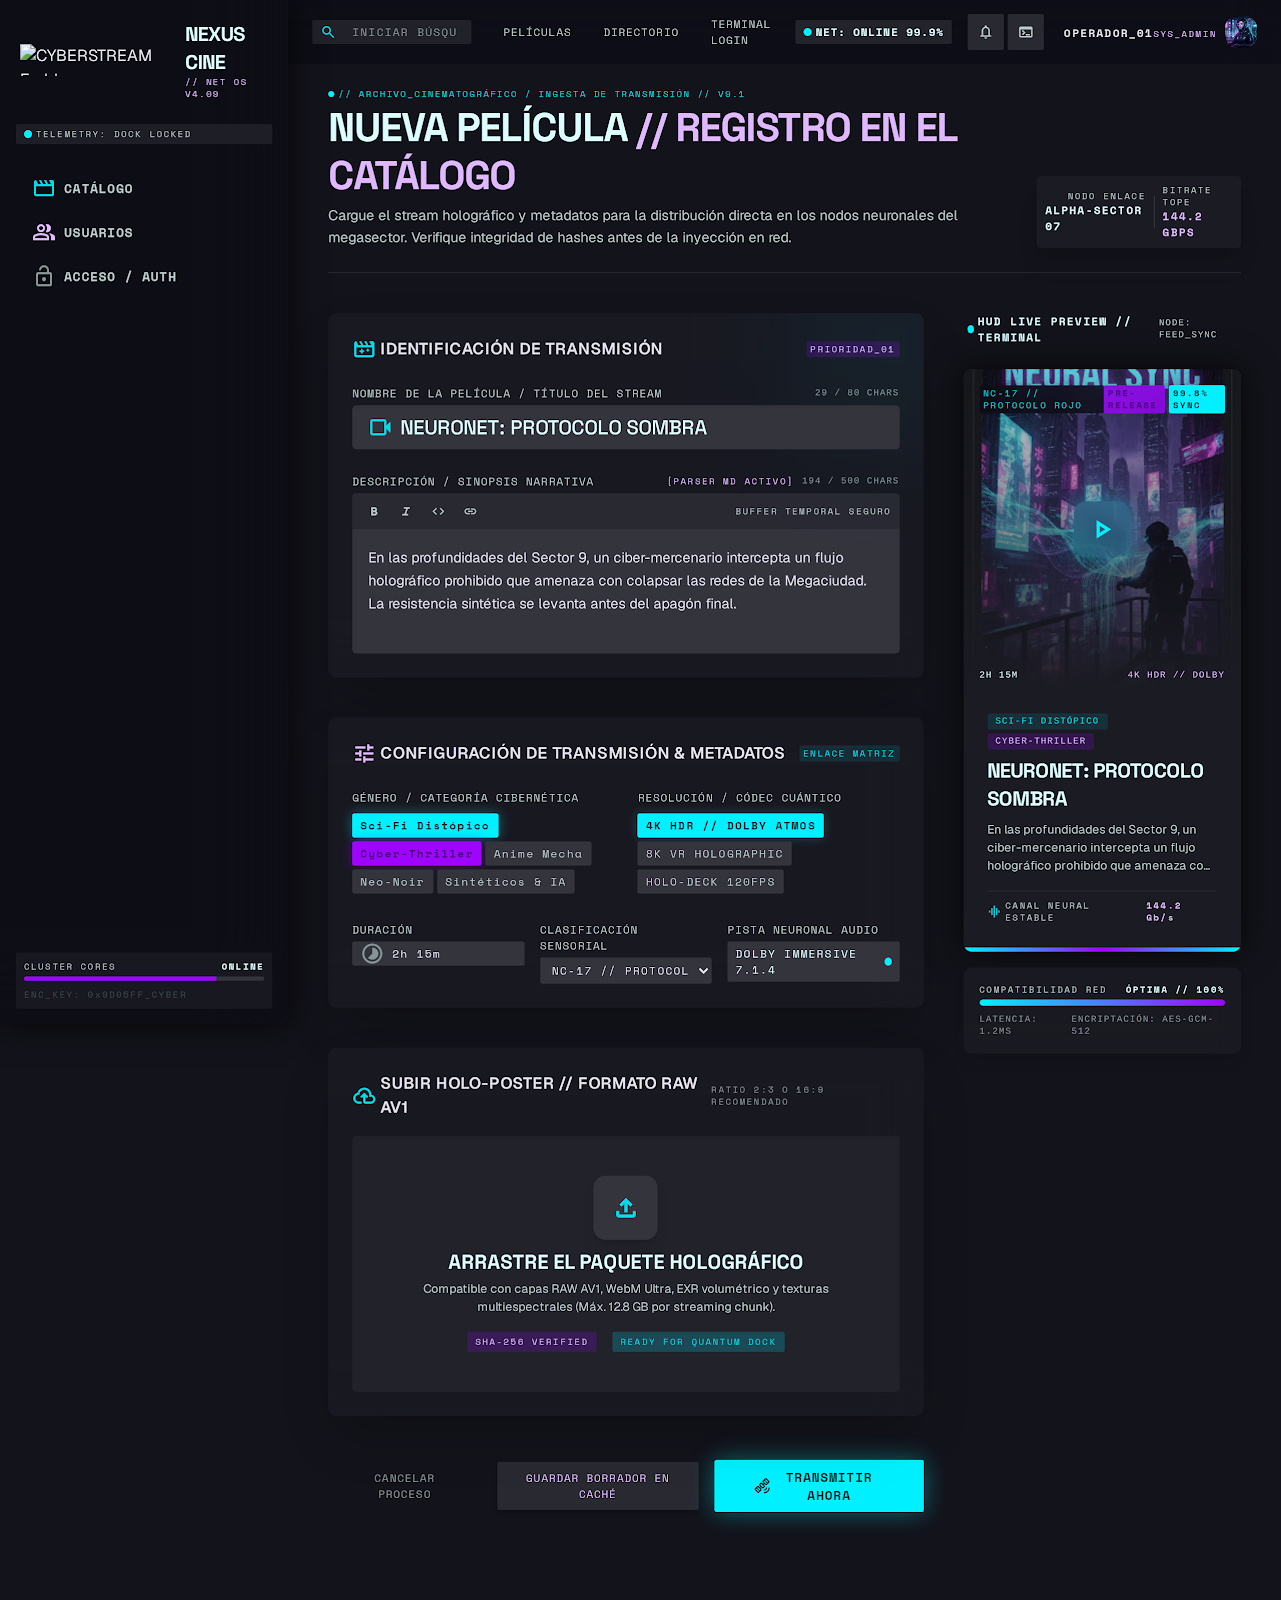 CYBERSTREAM
NEXUS
CINE
// NET OS
V4.09
TELEMETRY: DOCK LOCKED
CATÁLOGO
USUARIOS
ACCESO / AUTH
CLUSTER CORES ONLINE
ENC_KEY: 0x9D05FF_CYBER
INICIAR BÚSQU
PELÍCULAS
DIRECTORIO
TERMINAL
LOGIN
NET: ONLINE 99.9%
OPERADOR_01 SYS_ADMIN
// ARCHIVO_CINEMATOGRÁFICO / INGESTA DE TRANSMISIÓN // V9.1
NUEVA PELÍCULA // REGISTRO EN EL
CATÁLOGO
Cargue el stream holográfico y metadatos para la distribución directa en los nodos neuronales del
megasector. Verifique integridad de hashes antes de la inyección en red.
NODO ENLACE
ALPHA-SECTOR
07
BITRATE
TOPE
144.2
GBPS
IDENTIFICACIÓN DE TRANSMISIÓN
PRIORIDAD_01
NOMBRE DE LA PELÍCULA / TÍTULO DEL STREAM
29 / 80 CHARS
NEURONET: PROTOCOLO SOMBRA
DESCRIPCIÓN / SINOPSIS NARRATIVA
[PARSER MD ACTIVO] 194 / 500 CHARS
B I <>
BUFFER TEMPORAL SEGURO
En las profundidades del Sector 9, un ciber-mercenario intercepta un flujo
holográfico prohibido que amenaza con colapsar las redes de la Megaciudad.
La resistencia sintética se levanta antes del apagón final.
CONFIGURACIÓN DE TRANSMISIÓN & METADATOS
ENLACE MATRIZ
GÉNERO / CATEGORÍA CIBERNÉTICA
Sci-Fi Distópico
Cyber-Thriller
Anime Mecha
Neo-Noir
Sintéticos & IA
RESOLUCIÓN / CÓDEC CUÁNTICO
4K HDR // DOLBY ATMOS
8K VR HOLOGRAPHIC
HOLO-DECK 120FPS
DURACIÓN
2h 15m
CLASIFICACIÓN
SENSORIAL
NC-17 // PROTOCOL
PISTA NEURONAL AUDIO
DOLBY IMMERSIVE
7.1.4
SUBIR HOLO-POSTER // FORMATO RAW
AV1
RATIO 2:3 O 16:9
RECOMENDADO
ARRASTRE EL PAQUETE HOLOGRÁFICO
Compatible con capas RAW AV1, WebM Ultra, EXR volumétrico y texturas
multiespectrales (Máx. 12.8 GB por streaming chunk).
SHA-256 VERIFIED
READY FOR QUANTUM DOCK
CANCELAR
PROCESO
GUARDAR BORRADOR EN
CACHÉ
TRANSMITIR
AHORA
HUD LIVE PREVIEW //
TERMINAL
NODE:
FEED_SYNC
NEURAL SYNC
NC-17 //
PROTOCOLO ROJO
PRE-
RELEASE
99.8%
SYNC
2H 15M
4K HDR // DOLBY
SCI-FI DISTÓPICO
CYBER-THRILLER
NEURONET: PROTOCOLO
SOMBRA
En las profundidades del Sector 9, un
ciber-mercenario intercepta un flujo
holográfico prohibido que amenaza co...
CANAL NEURAL
ESTABLE
144.2
Gb/s
COMPATIBILIDAD RED
ÓPTIMA // 100%
LATENCIA:
1.2MS
ENCRIPTACIÓN: AES-GCM-
512